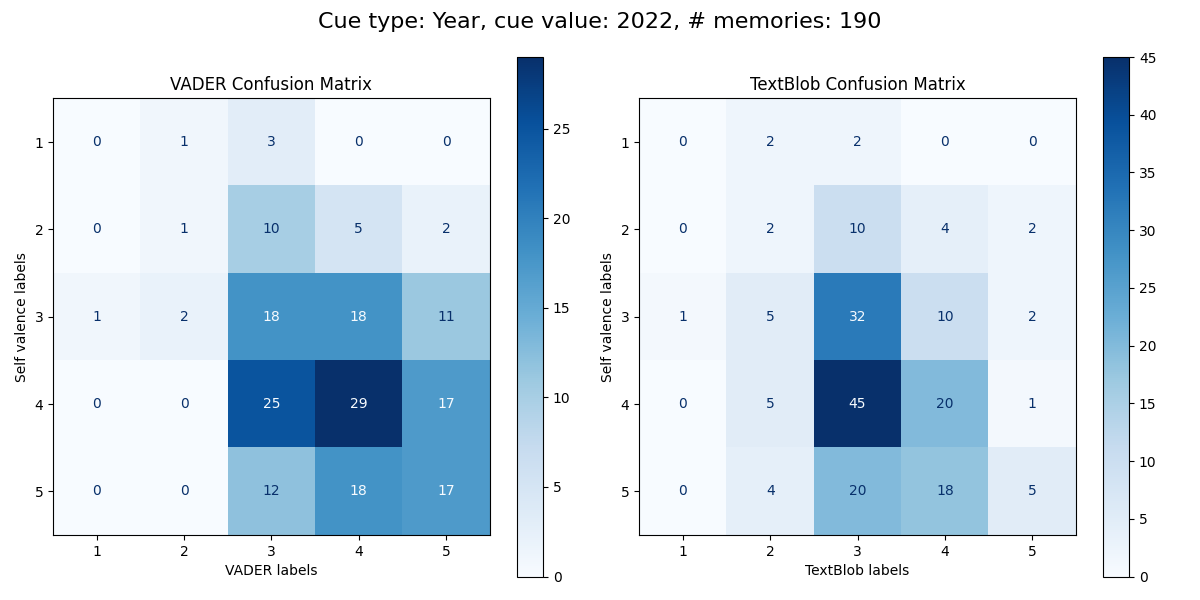 Cue type: Year, cue value: 2022, # memories: 190
VADER Confusion Matrix
Self valence labels
1 0 1 3 0 0
2 0 1 10 5 2
3 1 2 18 18 11
4 0 0 25 29 17
5 0 0 12 18 17
1 2 3 4 5
VADER labels
25
20
15
10
5
0
TextBlob Confusion Matrix
Self valence labels
1 0 2 2 0 0
2 0 2 10 4 2
3 1 5 32 10 2
4 0 5 45 20 1
5 0 4 20 18 5
1 2 3 4 5
TextBlob labels
45
40
35
30
25
20
15
10
5
0